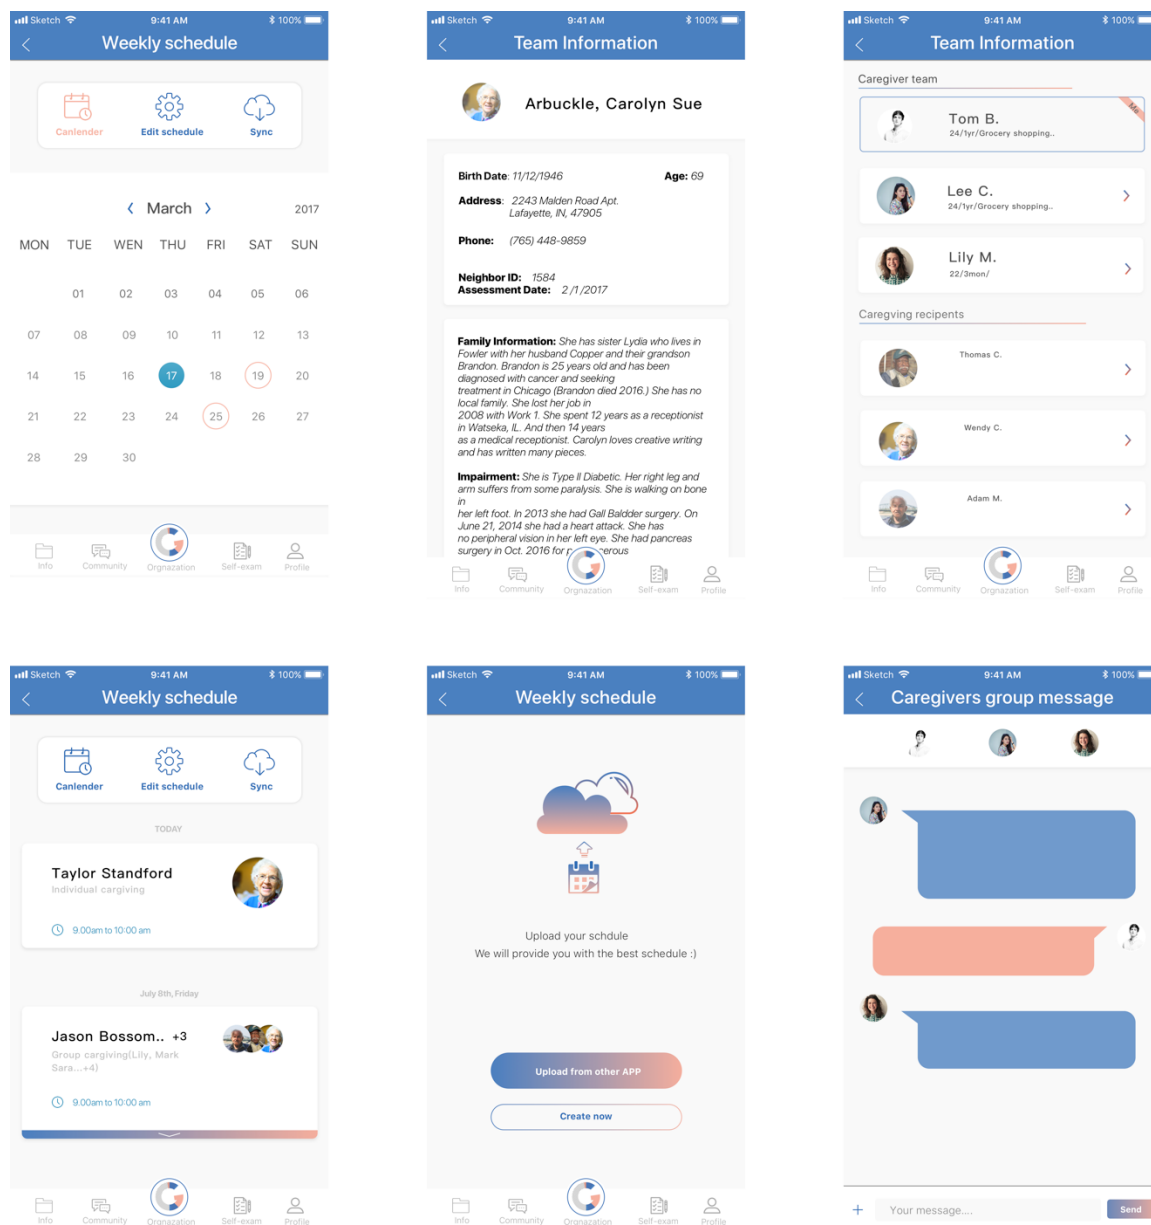 Sketch 9:41 AM 100%
Weekly schedule
Canlender Edit schedule Sync
March 2017
MON TUE WEN THU FRI SAT SUN
01 02 03 04 05 06
07 08 09 10 11 12 13
14 15 16 17 18 19 20
21 22 23 24 25 26 27
28 29 30
Info Community Orgnazation Self-exam Profile
Sketch 9:41 AM 100%
Team Information
Arbuckle, Carolyn Sue
Birth Date: 11/12/1946 Age: 69
Address: 2243 Malden Road Apt.
Lafayette, IN, 47905
Phone: (765) 448-9859
Neighbor ID: 1584
Assessment Date: 2 /1/2017
Family Information: She has sister Lydia who lives in
Fowler with her husband Copper and their grandson
Brandon. Brandon is 25 years old and has been
diagnosed with cancer and seeking
treatment in Chicago (Brandon died 2016.) She has no
local family. She lost her job in
2008 with Work 1. She spent 12 years as a receptionist
in Watseka, IL. And then 14 years
as a medical receptionist. Carolyn loves creative writing
and has written many pieces.
Impairment: She is Type II Diabetic. Her right leg and
arm suffers from some paralysis. She is walking on bone
in
her left foot. In 2013 she had Gall Baldder surgery. On
June 21, 2014 she had a heart attack. She has
no peripheral vision in her left eye. She had pancreas
surgery in Oct. 2016 for
Info Community Orgnazation Self-exam Profile
Sketch 9:41 AM 100%
Team Information
Caregiver team
Me
Tom B.
24/1yr/Grocery shopping..
Lee C.
24/1yr/Grocery shopping..
Lily M.
22/3mon/
Caregving recipents
Thomas C.
Wendy C.
Adam M.
Info Community Orgnazation Self-exam Profile
Sketch 9:41 AM 100%
Weekly schedule
Canlender Edit schedule Sync
TODAY
Taylor Standford
Individual cargiving
9.00am to 10:00 am
July 8th, Friday
Jason Bossom.. +3
Group cargiving(Lily, Mark
Sara...+4)
9.00am to 10:00 am
Info Community Orgnazation Self-exam Profile
Sketch 9:41 AM 100%
Weekly schedule
Upload your schdule
We will provide you with the best schedule :)
Upload from other APP
Create now
Info Community Orgnazation Self-exam Profile
Sketch 9:41 AM 100%
Caregivers group message
+ Your message.... Send